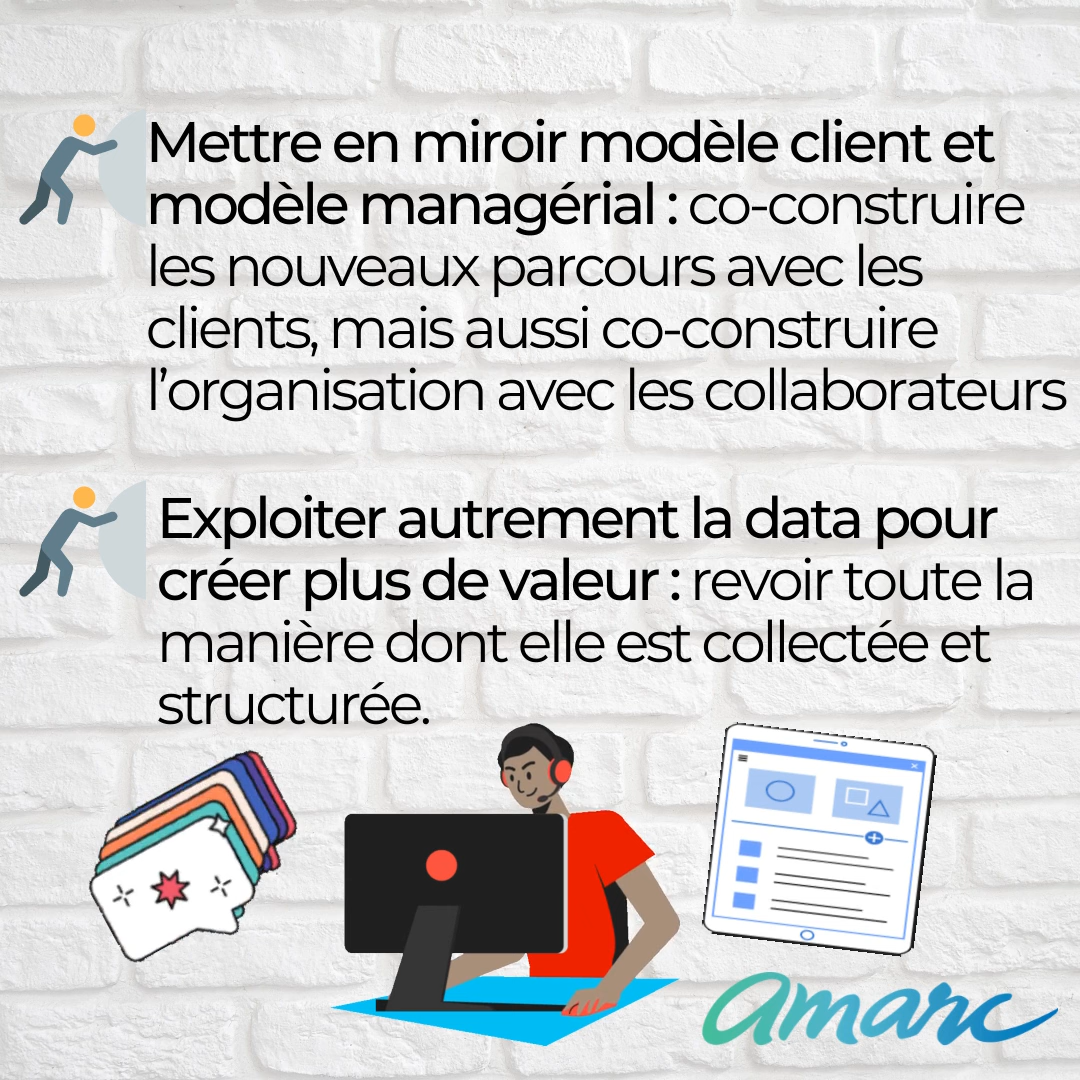 Mettre en miroir modèle client et
modèle managérial : co-construire
les nouveaux parcours avec les
clients, mais aussi co-construire
l’organisation avec les collaborateurs
Exploiter autrement la data pour
créer plus de valeur : revoir toute la
manière dont elle est collectée et
structurée.
amarc